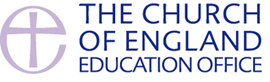 THE CHURCH
OF ENGLAND
EDUCATION OFFICE